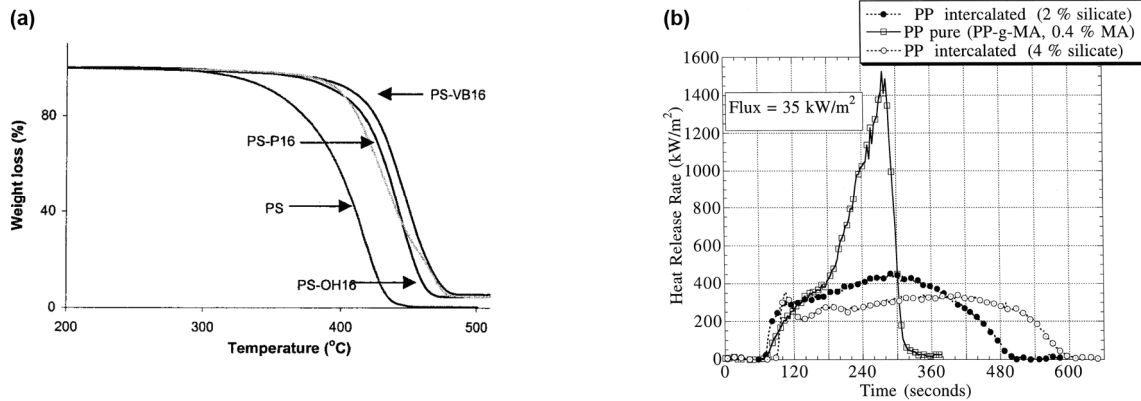 (a)
Weight loss (%)
80
40
0
PS-VB16
PS-P16
PS
PS-OH16
200
300
400
500
Temperature (°C)
(b)
PP intercalated (2 % silicate)
PP pure (PP-g-MA, 0.4 % MA)
PP intercalated (4 % silicate)
Heat Release Rate (kW/m²)
1600
1400
1200
1000
800
600
400
200
0
Flux = 35 kW/m²
120
240
360
480
600
Time (seconds)